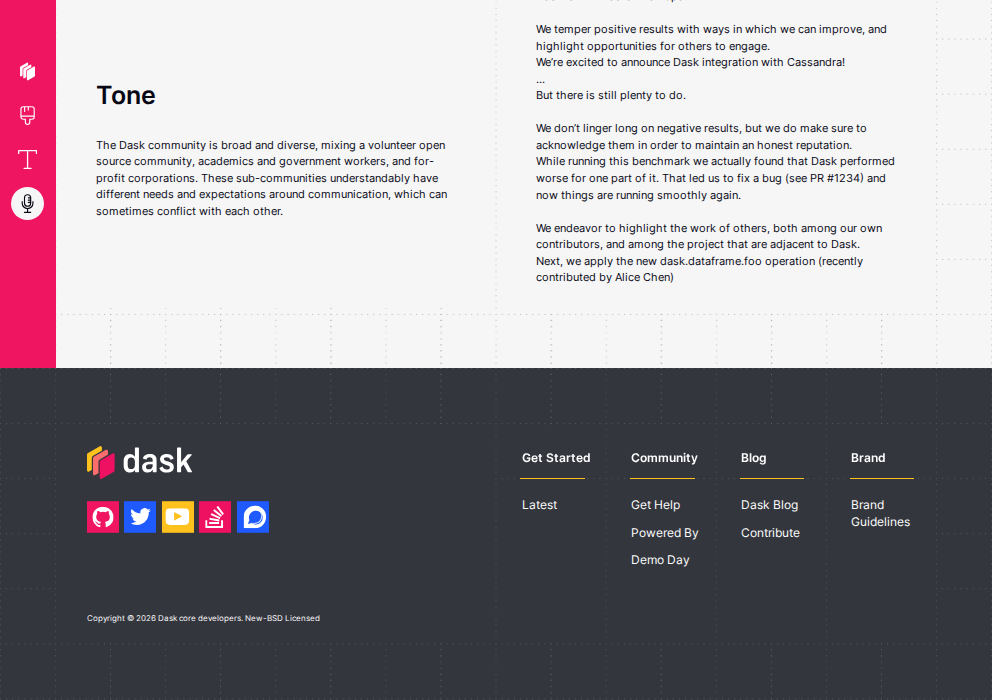 Tone
The Dask community is broad and diverse, mixing a volunteer open
source community, academics and government workers, and for-
profit corporations. These sub-communities understandably have
different needs and expectations around communication, which can
sometimes conflict with each other.
We temper positive results with ways in which we can improve, and
highlight opportunities for others to engage.
We're excited to announce Dask integration with Cassandra!
...
But there is still plenty to do.
We don't linger long on negative results, but we do make sure to
acknowledge them in order to maintain an honest reputation.
While running this benchmark we actually found that Dask performed
worse for one part of it. That led us to fix a bug (see PR #1234) and
now things are running smoothly again.
We endeavor to highlight the work of others, both among our own
contributors, and among the project that are adjacent to Dask.
Next, we apply the new dask.dataframe.foo operation (recently
contributed by Alice Chen)
dask
Get Started
Latest
Community
Get Help
Powered By
Demo Day
Blog
Dask Blog
Contribute
Brand
Brand
Guidelines
Copyright © 2026 Dask core developers. New-BSD Licensed